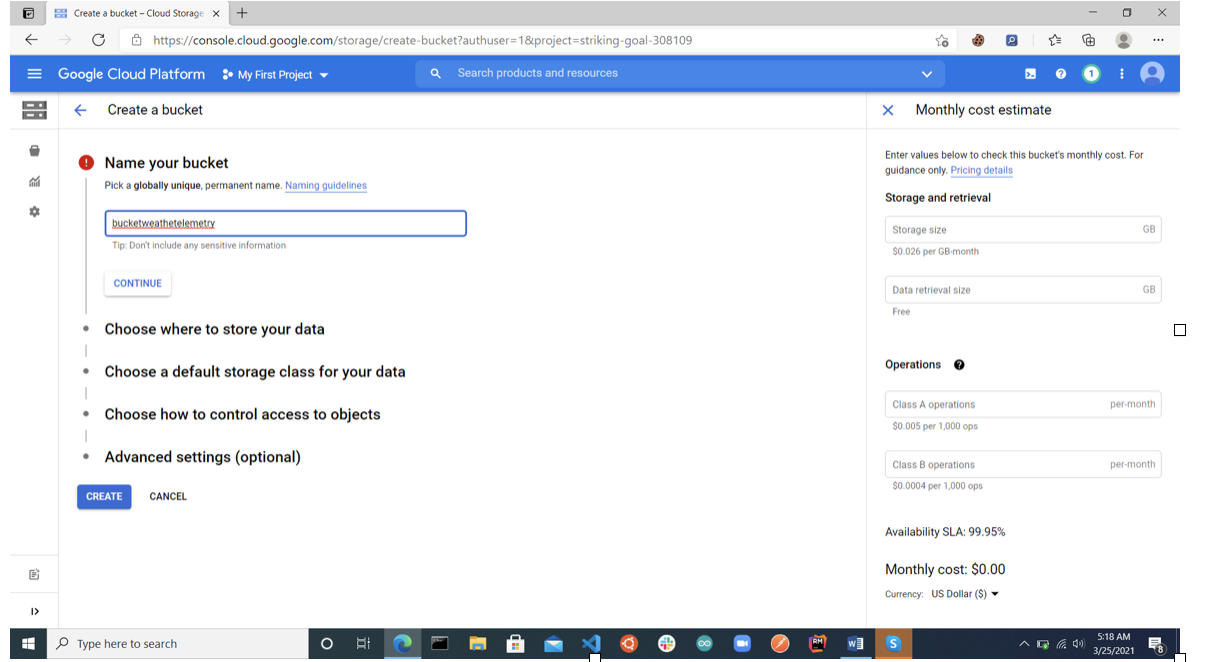 Create a bucket – Cloud Storage
https://console.cloud.google.com/storage/create-bucket?authuser=1&project=striking-goal-308109
Google Cloud Platform
My First Project
Search products and resources
1
Create a bucket
Name your bucket
Pick a globally unique, permanent name. Naming guidelines
bucketweathetelemetry
Tip: Don't include any sensitive information
CONTINUE
Choose where to store your data
Choose a default storage class for your data
Choose how to control access to objects
Advanced settings (optional)
CREATE
CANCEL
Monthly cost estimate
Enter values below to check this bucket's monthly cost. For
guidance only. Pricing details
Storage and retrieval
Storage size GB
$0.026 per GB-month
Data retrieval size GB
Free
Operations
Class A operations per-month
$0.005 per 1,000 ops
Class B operations per-month
$0.0004 per 1,000 ops
Availability SLA: 99.95%
Monthly cost: $0.00
Currency: US Dollar ($)
Type here to search
RM
W
S
5:18 AM
3/25/2021
8